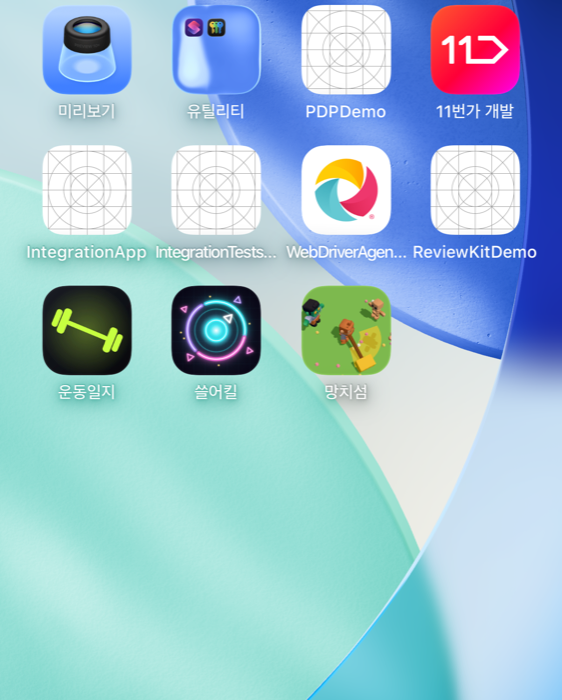 11
미리보기
유틸리티
PDPDemo
11번가 개발
IntegrationApp
IntegrationTests...
WebDriverAgen...
ReviewKitDemo
운동일지
쓸어킬
망치섬